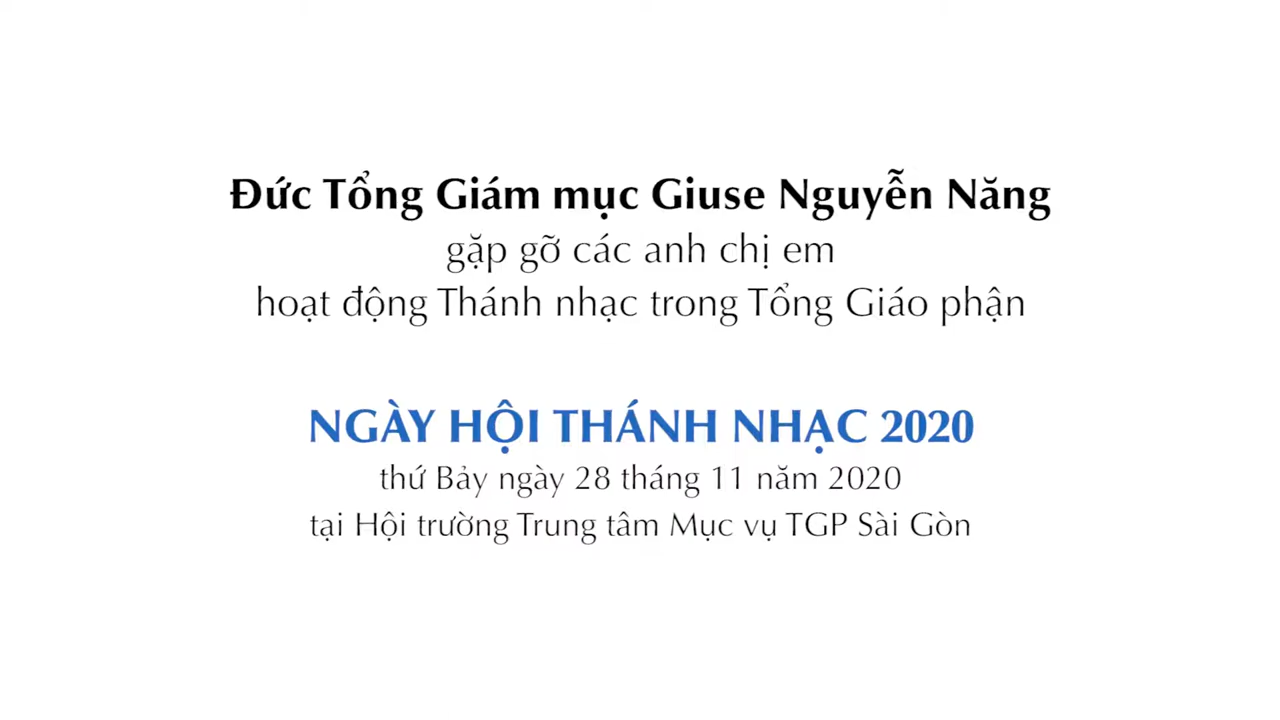 Đức Tổng Giám mục Giuse Nguyễn Năng
gặp gỡ các anh chị em
hoạt động Thánh nhạc trong Tổng Giáo phận
NGÀY HỘI THÁNH NHẠC 2020
thứ Bảy ngày 28 tháng 11 năm 2020
tại Hội trường Trung tâm Mục vụ TGP Sài Gòn